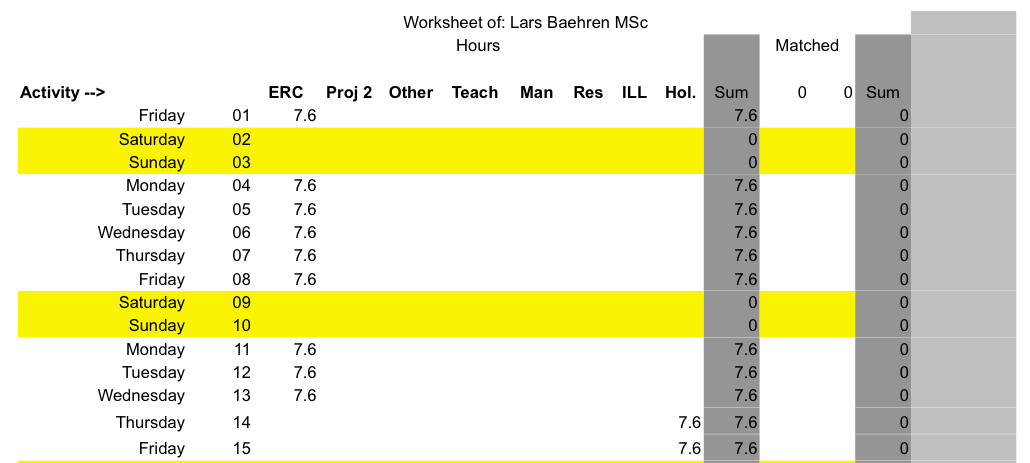 Worksheet of: Lars Baehren MSc
Hours Matched
Activity --> ERC Proj 2 Other Teach Man Res ILL Hol. Sum 0 0 Sum
Friday 01 7.6 7.6 0
Saturday 02 0 0
Sunday 03 0 0
Monday 04 7.6 7.6 0
Tuesday 05 7.6 7.6 0
Wednesday 06 7.6 7.6 0
Thursday 07 7.6 7.6 0
Friday 08 7.6 7.6 0
Saturday 09 0 0
Sunday 10 0 0
Monday 11 7.6 7.6 0
Tuesday 12 7.6 7.6 0
Wednesday 13 7.6 7.6 0
Thursday 14 7.6 7.6 0
Friday 15 7.6 7.6 0